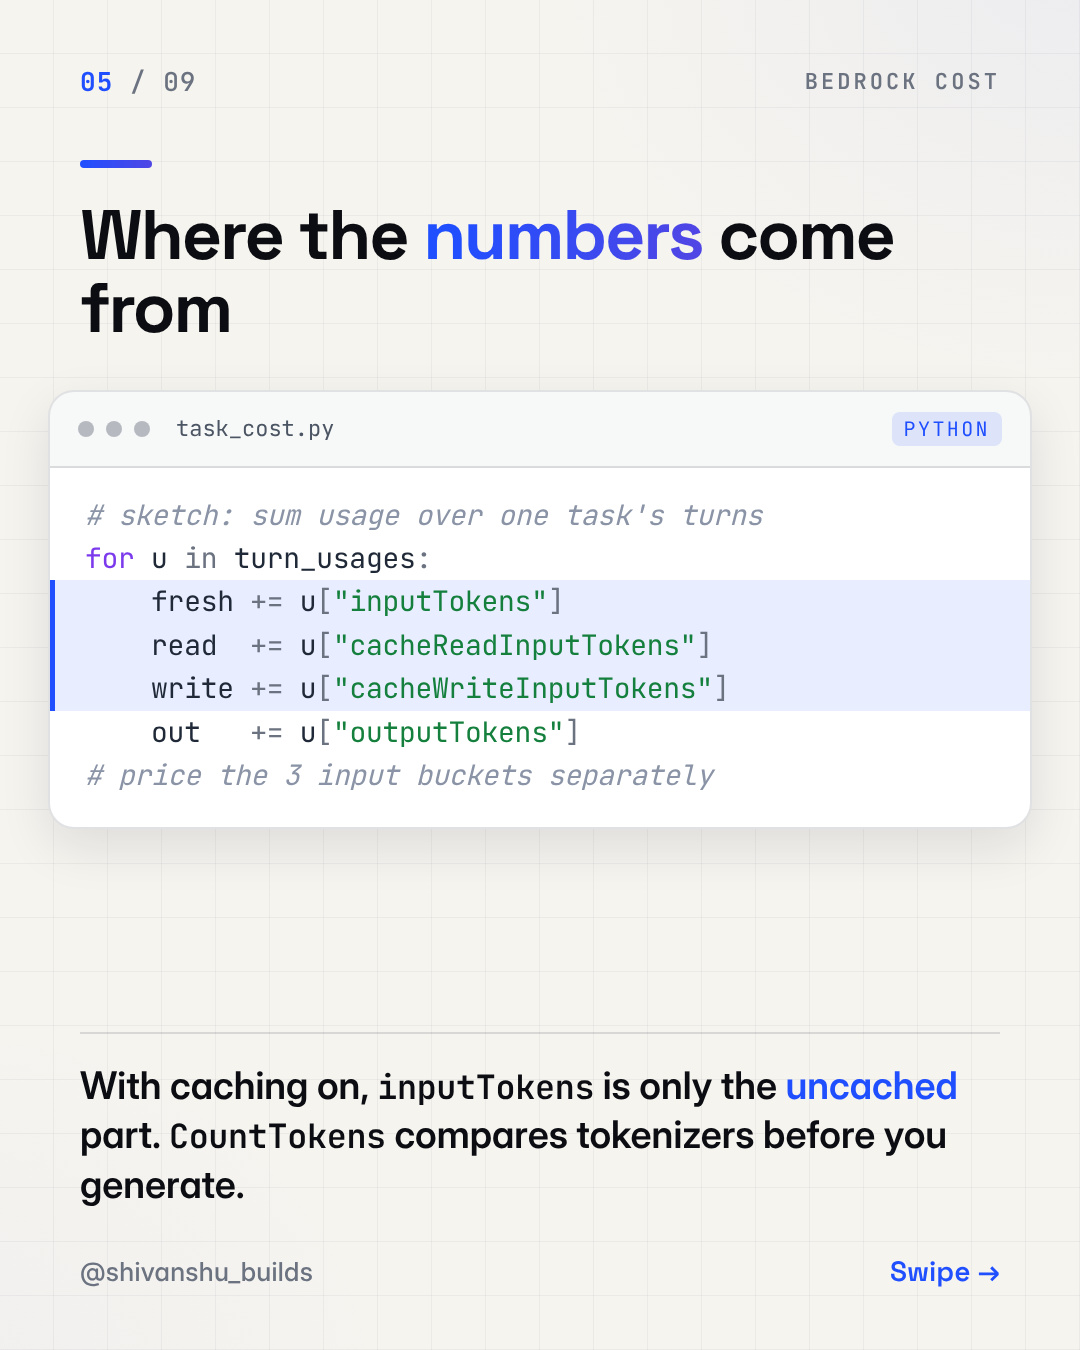 05 / 09
BEDROCK COST
Where the numbers come
from
task_cost.py
PYTHON
# sketch: sum usage over one task's turns
for u in turn_usages:
    fresh += u["inputTokens"]
    read  += u["cacheReadInputTokens"]
    write += u["cacheWriteInputTokens"]
    out   += u["outputTokens"]
# price the 3 input buckets separately
With caching on, inputTokens is only the uncached
part. CountTokens compares tokenizers before you
generate.
@shivanshu_builds
Swipe →